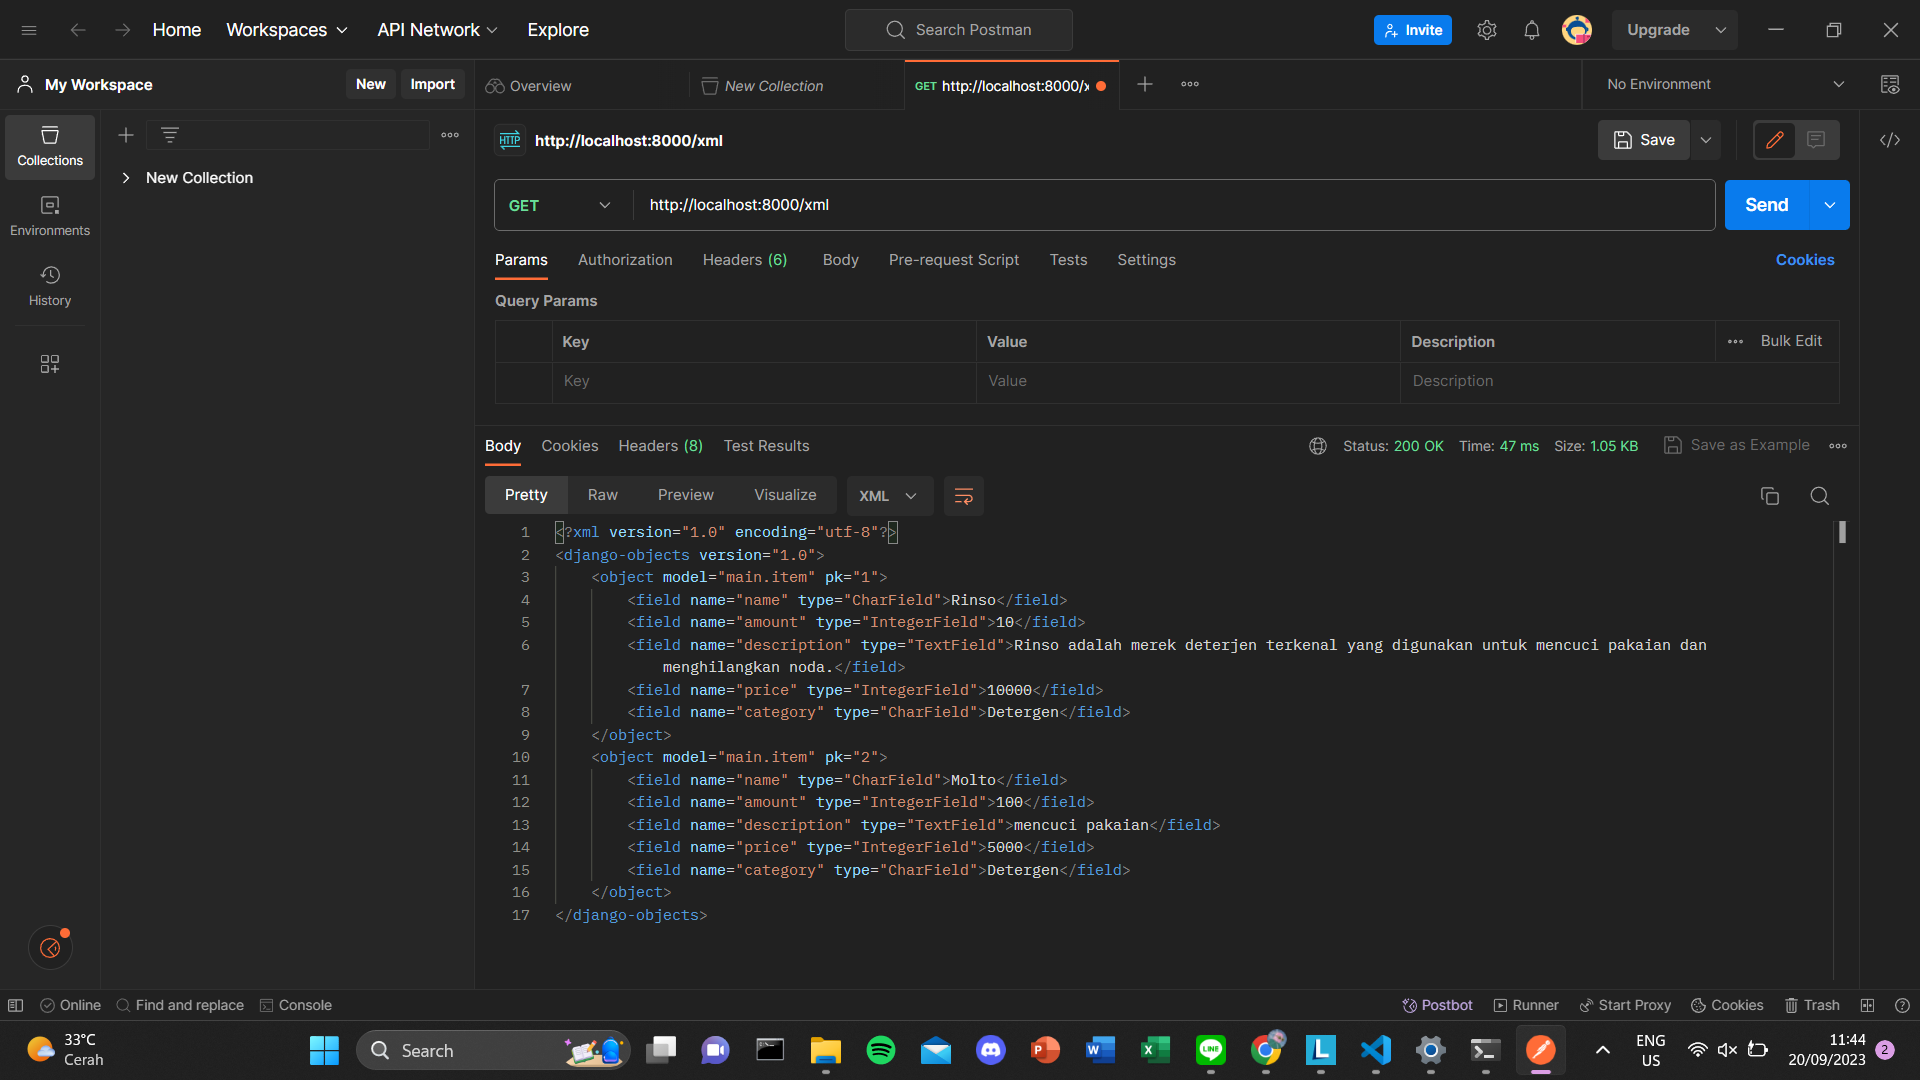 Home Workspaces API Network Explore
Search Postman
Invite Upgrade
My Workspace New Import
Overview New Collection GET http://localhost:8000/x No Environment
Collections
Environments
History
New Collection
HTTP http://localhost:8000/xml Save
GET http://localhost:8000/xml Send
Params Authorization Headers (6) Body Pre-request Script Tests Settings Cookies
Query Params
Key Value Description Bulk Edit
Key Value Description
Body Cookies Headers (8) Test Results Status: 200 OK Time: 47 ms Size: 1.05 KB Save as Example
Pretty Raw Preview Visualize XML
1 <?xml version="1.0" encoding="utf-8"?>
2 <django-objects version="1.0">
3 <object model="main.item" pk="1">
4 <field name="name" type="CharField">Rinso</field>
5 <field name="amount" type="IntegerField">10</field>
6 <field name="description" type="TextField">Rinso adalah merek deterjen terkenal yang digunakan untuk mencuci pakaian dan
menghilangkan noda.</field>
7 <field name="price" type="IntegerField">10000</field>
8 <field name="category" type="CharField">Detergen</field>
9 </object>
10 <object model="main.item" pk="2">
11 <field name="name" type="CharField">Molto</field>
12 <field name="amount" type="IntegerField">100</field>
13 <field name="description" type="TextField">mencuci pakaian</field>
14 <field name="price" type="IntegerField">5000</field>
15 <field name="category" type="CharField">Detergen</field>
16 </object>
17 </django-objects>
Online Find and replace Console Postbot Runner Start Proxy Cookies Trash
33°C
Cerah
Search
ENG
US
11:44
20/09/2023
2